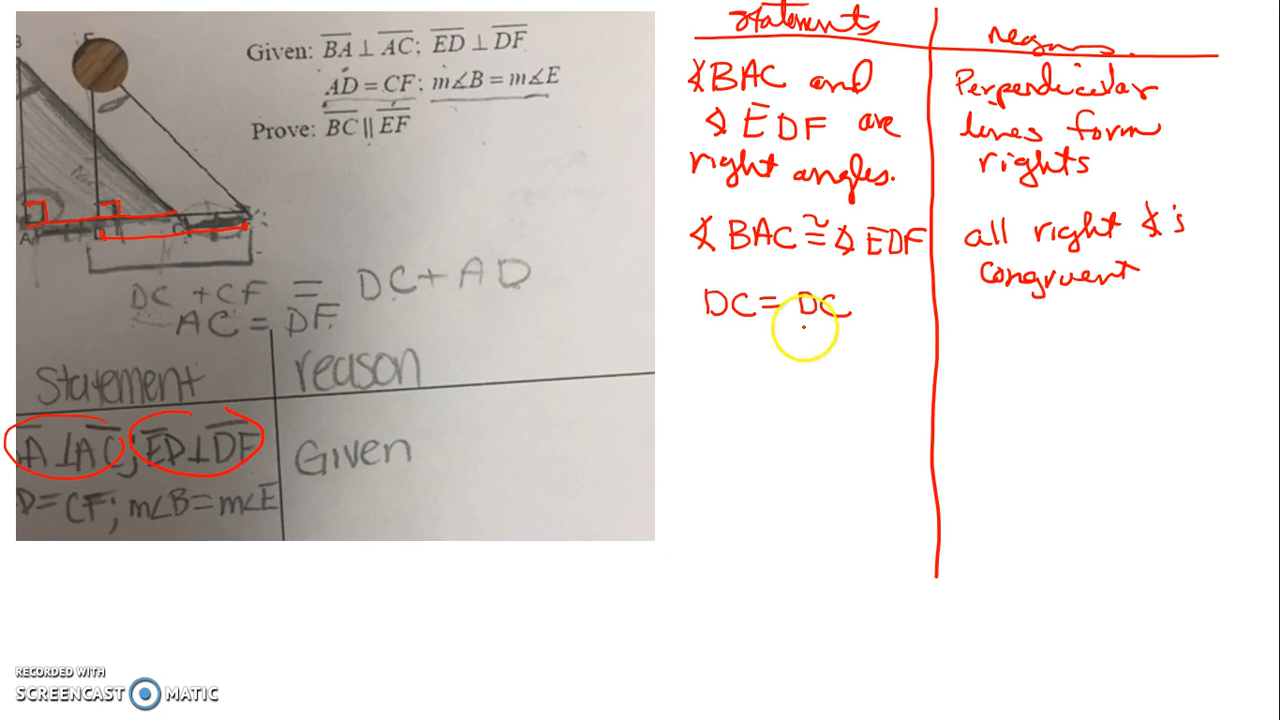 Given: BA ⊥ AC; ED ⊥ DF
AD = CF; m∡B = m∡E
Prove: BC || EF
A
DC + CF = DC + AD
AC = DF
Statement
reason
A ⊥ AC; ED ⊥ DF
Given
D = CF; m∠B = m∠E
statements
reasons
∡BAC and
∡EDF are
right angles.
Perpendicular
lines form
rights
∡BAC ≅ ∡EDF
all right ∡'s
congruent
DC = DC
RECORDED WITH
SCREENCAST MATIC